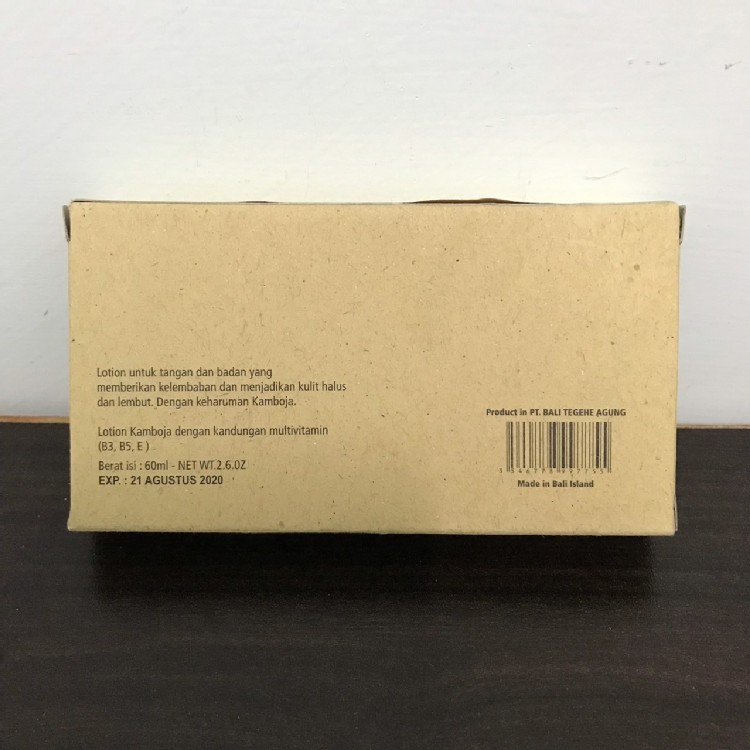 Lotion untuk tangan dan badan yang
memberikan kelembaban dan menjadikan kulit halus
dan lembut. Dengan keharuman Kamboja.
Lotion Kamboja dengan kandungan multivitamin
(B3, B5, E )
Berat isi : 60ml - NET WT.2.6.0Z
EXP. : 21 AGUSTUS 2020
Product in PT. BALI TEGEHE AGUNG
Made in Bali Island